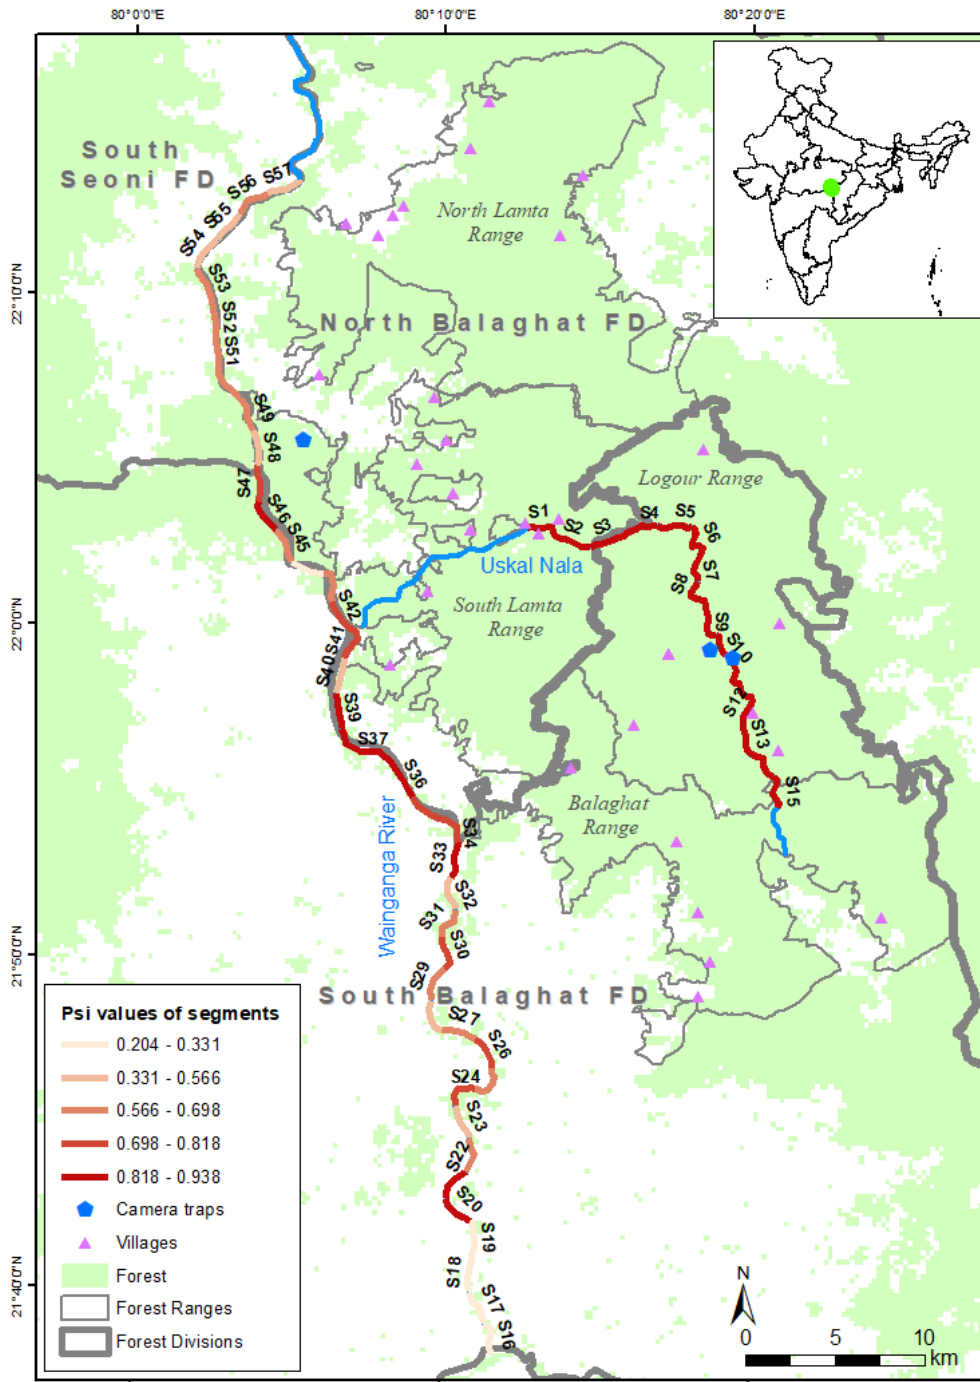 80°0'0"E
80°10'0"E
80°20'0"E
22°10'0"N
22°0'0"N
21°50'0"N
21°40'0"N
South
Seoni FD
North Lamta
Range
North Balaghat FD
Logour Range
Uskal Nala
South Lamta
Range
Balaghat
Range
Wainganga River
South Balaghat FD
S57
S56
S55
S54
S53
S52
S51
S49
S48
S47
S46
S45
S42
S41
S40
S39
S37
S36
S34
S33
S32
S31
S30
S29
S27
S26
S24
S23
S22
S20
S19
S18
S17
S16
S1
S2
S3
S4
S5
S6
S7
S8
S9
S10
S12
S13
S15
Psi values of segments
0.204 - 0.331
0.331 - 0.566
0.566 - 0.698
0.698 - 0.818
0.818 - 0.938
Camera traps
Villages
Forest
Forest Ranges
Forest Divisions
N
0 5 10
km